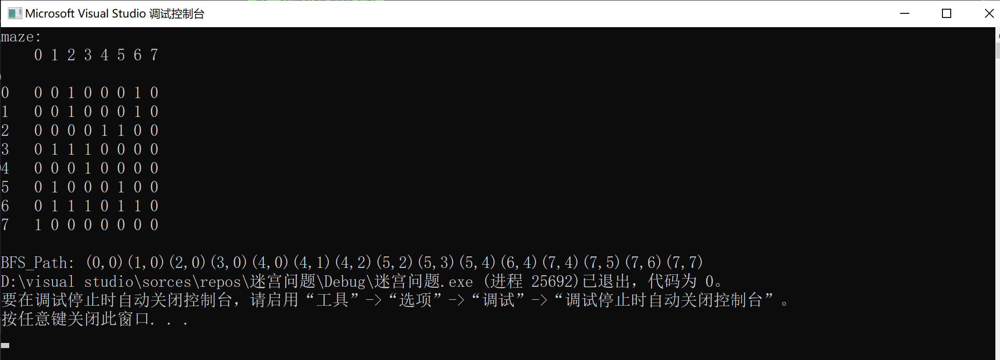 Microsoft Visual Studio 调试控制台
maze:
0 1 2 3 4 5 6 7
0 0 0 1 0 0 0 1 0
1 0 0 1 0 0 0 1 0
2 0 0 0 0 1 1 0 0
3 0 1 1 1 0 0 0 0
4 0 0 0 1 0 0 0 0
5 0 1 0 0 0 1 0 0
6 0 1 1 1 0 1 1 0
7 1 0 0 0 0 0 0 0
BFS_Path: (0,0)(1,0)(2,0)(3,0)(4,0)(4,1)(4,2)(5,2)(5,3)(5,4)(6,4)(7,4)(7,5)(7,6)(7,7)
D:\visual studio\sorces\repos\迷宫问题\Debug\迷宫问题.exe (进程 25692)已退出，代码为 0。
要在调试停止时自动关闭控制台，请启用“工具”->“选项”->“调试”->“调试停止时自动关闭控制台”。
按任意键关闭此窗口. . .